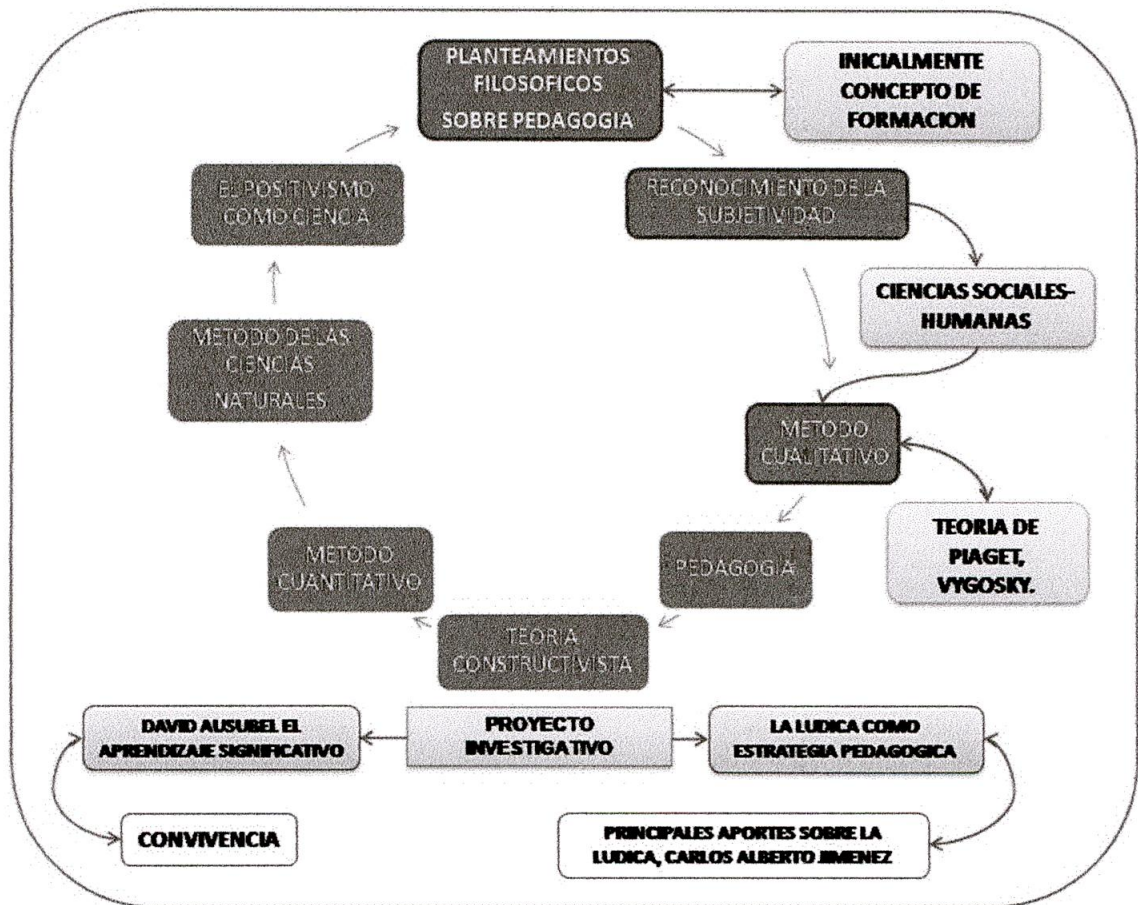 PLANTEAMIENTOS
FILOSOFICOS
SOBRE PEDAGOGIA
INICIALMENTE
CONCEPTO DE
FORMACION
RECONOCIMIENTO DE LA
SUBJETIVIDAD
CIENCIAS SOCIALES-
HUMANAS
METODO
CUALITATIVO
TEORIA DE
PIAGET,
VYGOSKY.
PEDAGOGIA
TEORIA
CONSTRUCTIVISTA
METODO
CUANTITATIVO
METODO DE LAS
CIENCIAS
NATURALES
EL POSITIVISMO
COMO CIENCIA
DAVID AUSUBEL EL
APRENDIZAJE SIGNIFICATIVO
PROYECTO
INVESTIGATIVO
LA LUDICA COMO
ESTRATEGIA PEDAGOGICA
CONVIVENCIA
PRINCIPALES APORTES SOBRE LA
LUDICA, CARLOS ALBERTO JIMENEZ